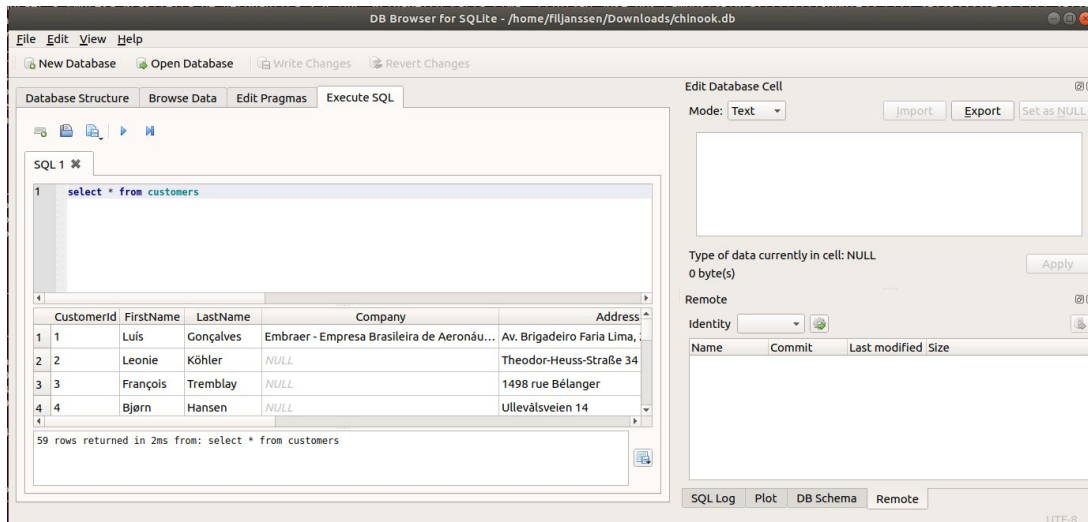 DB Browser for SQLite - /home/filjanssen/Downloads/chinook.db
File Edit View Help
New Database Open Database Write Changes Revert Changes
Database Structure Browse Data Edit Pragmas Execute SQL
SQL 1
1 select * from customers
CustomerId FirstName LastName Company Address
1 1 Luís Gonçalves Embraer - Empresa Brasileira de Aeronáu... Av. Brigadeiro Faria Lima,
2 2 Leonie Köhler NULL Theodor-Heuss-Straße 34
3 3 François Tremblay NULL 1498 rue Bélanger
4 4 Bjørn Hansen NULL Ullevålsveien 14
59 rows returned in 2ms from: select * from customers
Edit Database Cell
Mode: Text Import Export Set as NULL
Type of data currently in cell: NULL
0 byte(s)
Apply
Remote
Identity
Name Commit Last modified Size
SQL Log Plot DB Schema Remote
UTF-8